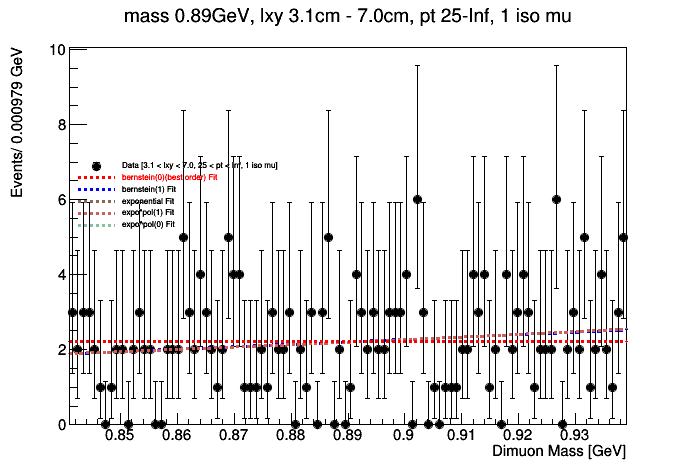 mass 0.89GeV, lxy 3.1cm - 7.0cm, pt 25-Inf, 1 iso mu
Events/ 0.000979 GeV
10
8
6
4
2
0
Data [3.1 < lxy < 7.0, 25 < pt < Inf, 1 iso mu]
bernstein(0)(best order) Fit
bernstein(1) Fit
exponential Fit
expo*pol(1) Fit
expo*pol(0) Fit
0.85 0.86 0.87 0.88 0.89 0.9 0.91 0.92 0.93
Dimuon Mass [GeV]